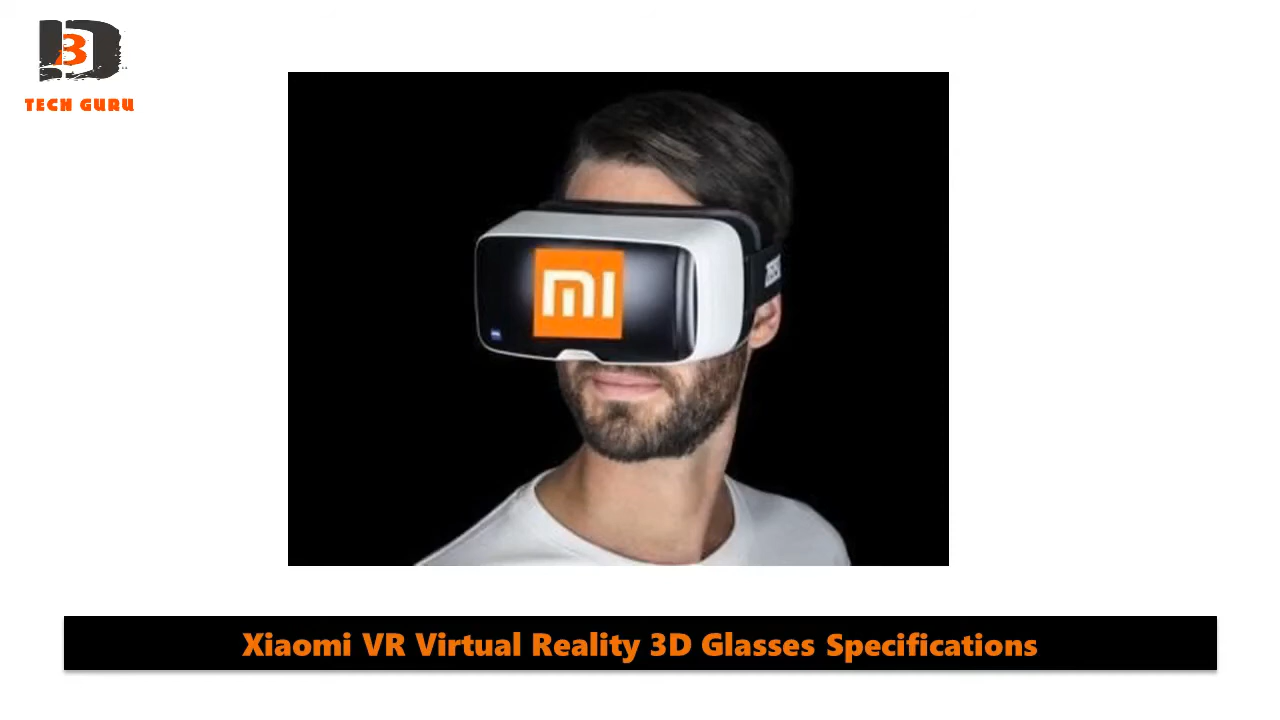 B
TECH GURU
mi
Xiaomi VR Virtual Reality 3D Glasses Specifications